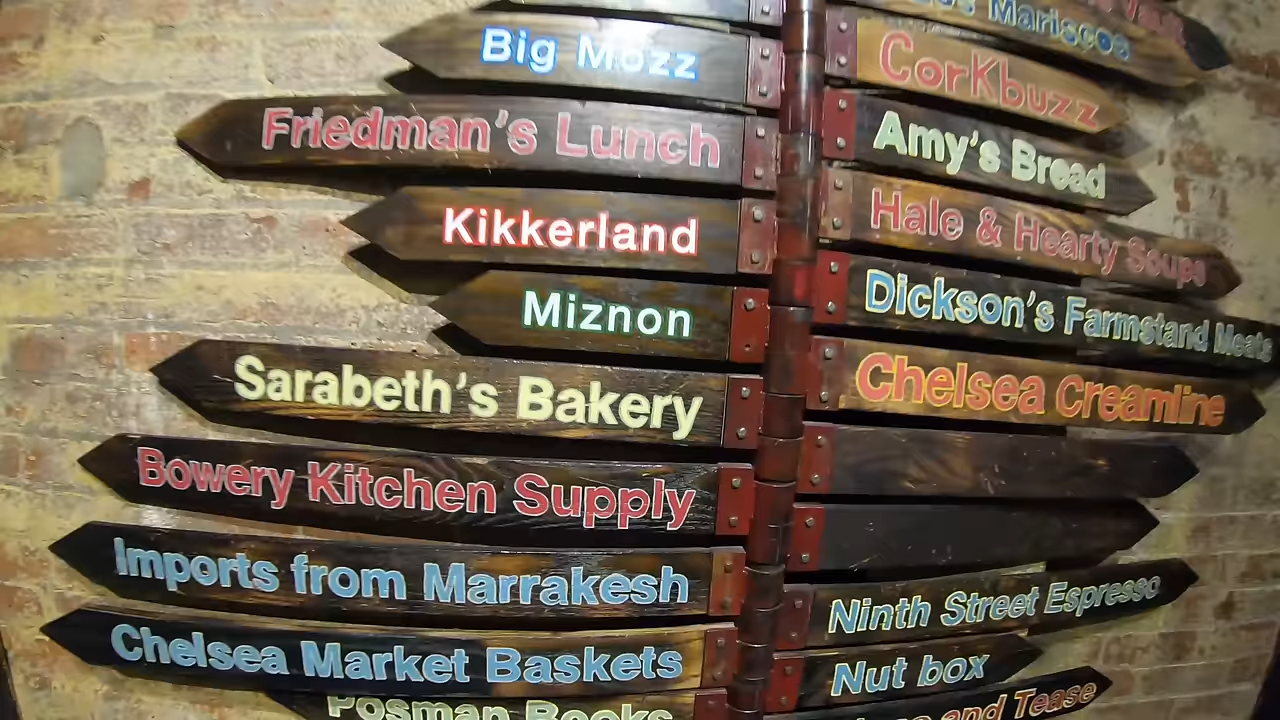 Big Mozz
Friedman's Lunch
Kikkerland
Miznon
Sarabeth's Bakery
Bowery Kitchen Supply
Imports from Marrakesh
Chelsea Market Baskets
Posman Books
Mariscos
CorKbuzz
Amy's Bread
Hale & Hearty Soups
Dickson's Farmstand Meats
Chelsea Creamline
Ninth Street Espresso
Nut box
and Tease